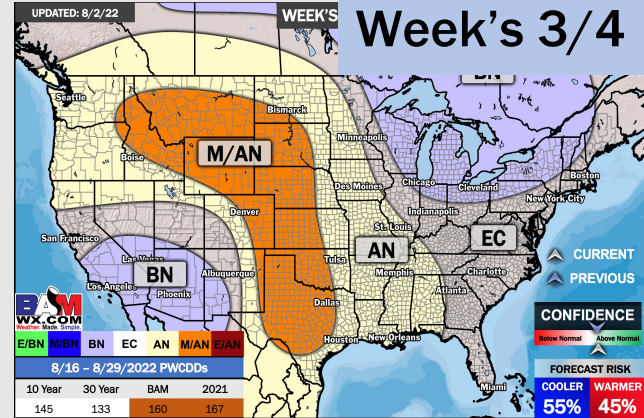 UPDATED: 8/2/22
WEEK'S
Week's 3/4
BN
Seattle
Bismarck
Minneapolis
M/AN
Boise
Boston
Chicago
Cleveland
Des Moines
New York City
Indianapolis
Denver
St. Louis
San Francisco
EC
AN
Las Vegas
BN
Tulsa
Memphis
Charlotte
CURRENT
Albuquerque
PREVIOUS
Los Angeles
Phoenix
Atlanta
Dallas
BAM
WX.COM
Weather. Made. Simple.
Houston
New Orleans
CONFIDENCE
Below Normal
Above Normal
E/BN M/BN BN EC AN M/AN E/AN
8/16 – 8/29/2022 PWCDDs
FORECAST RISK
10 Year 30 Year BAM 2021
Miami
COOLER WARMER
145 133 160 167
55% 45%